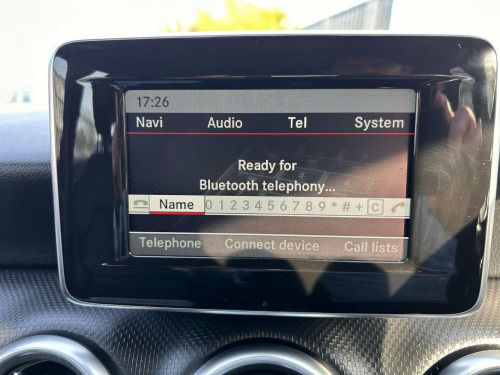 17:26
Navi Audio Tel System
Ready for
Bluetooth telephony...
Name 0 1 2 3 4 5 6 7 8 9 * # + C
Telephone Connect device Call lists